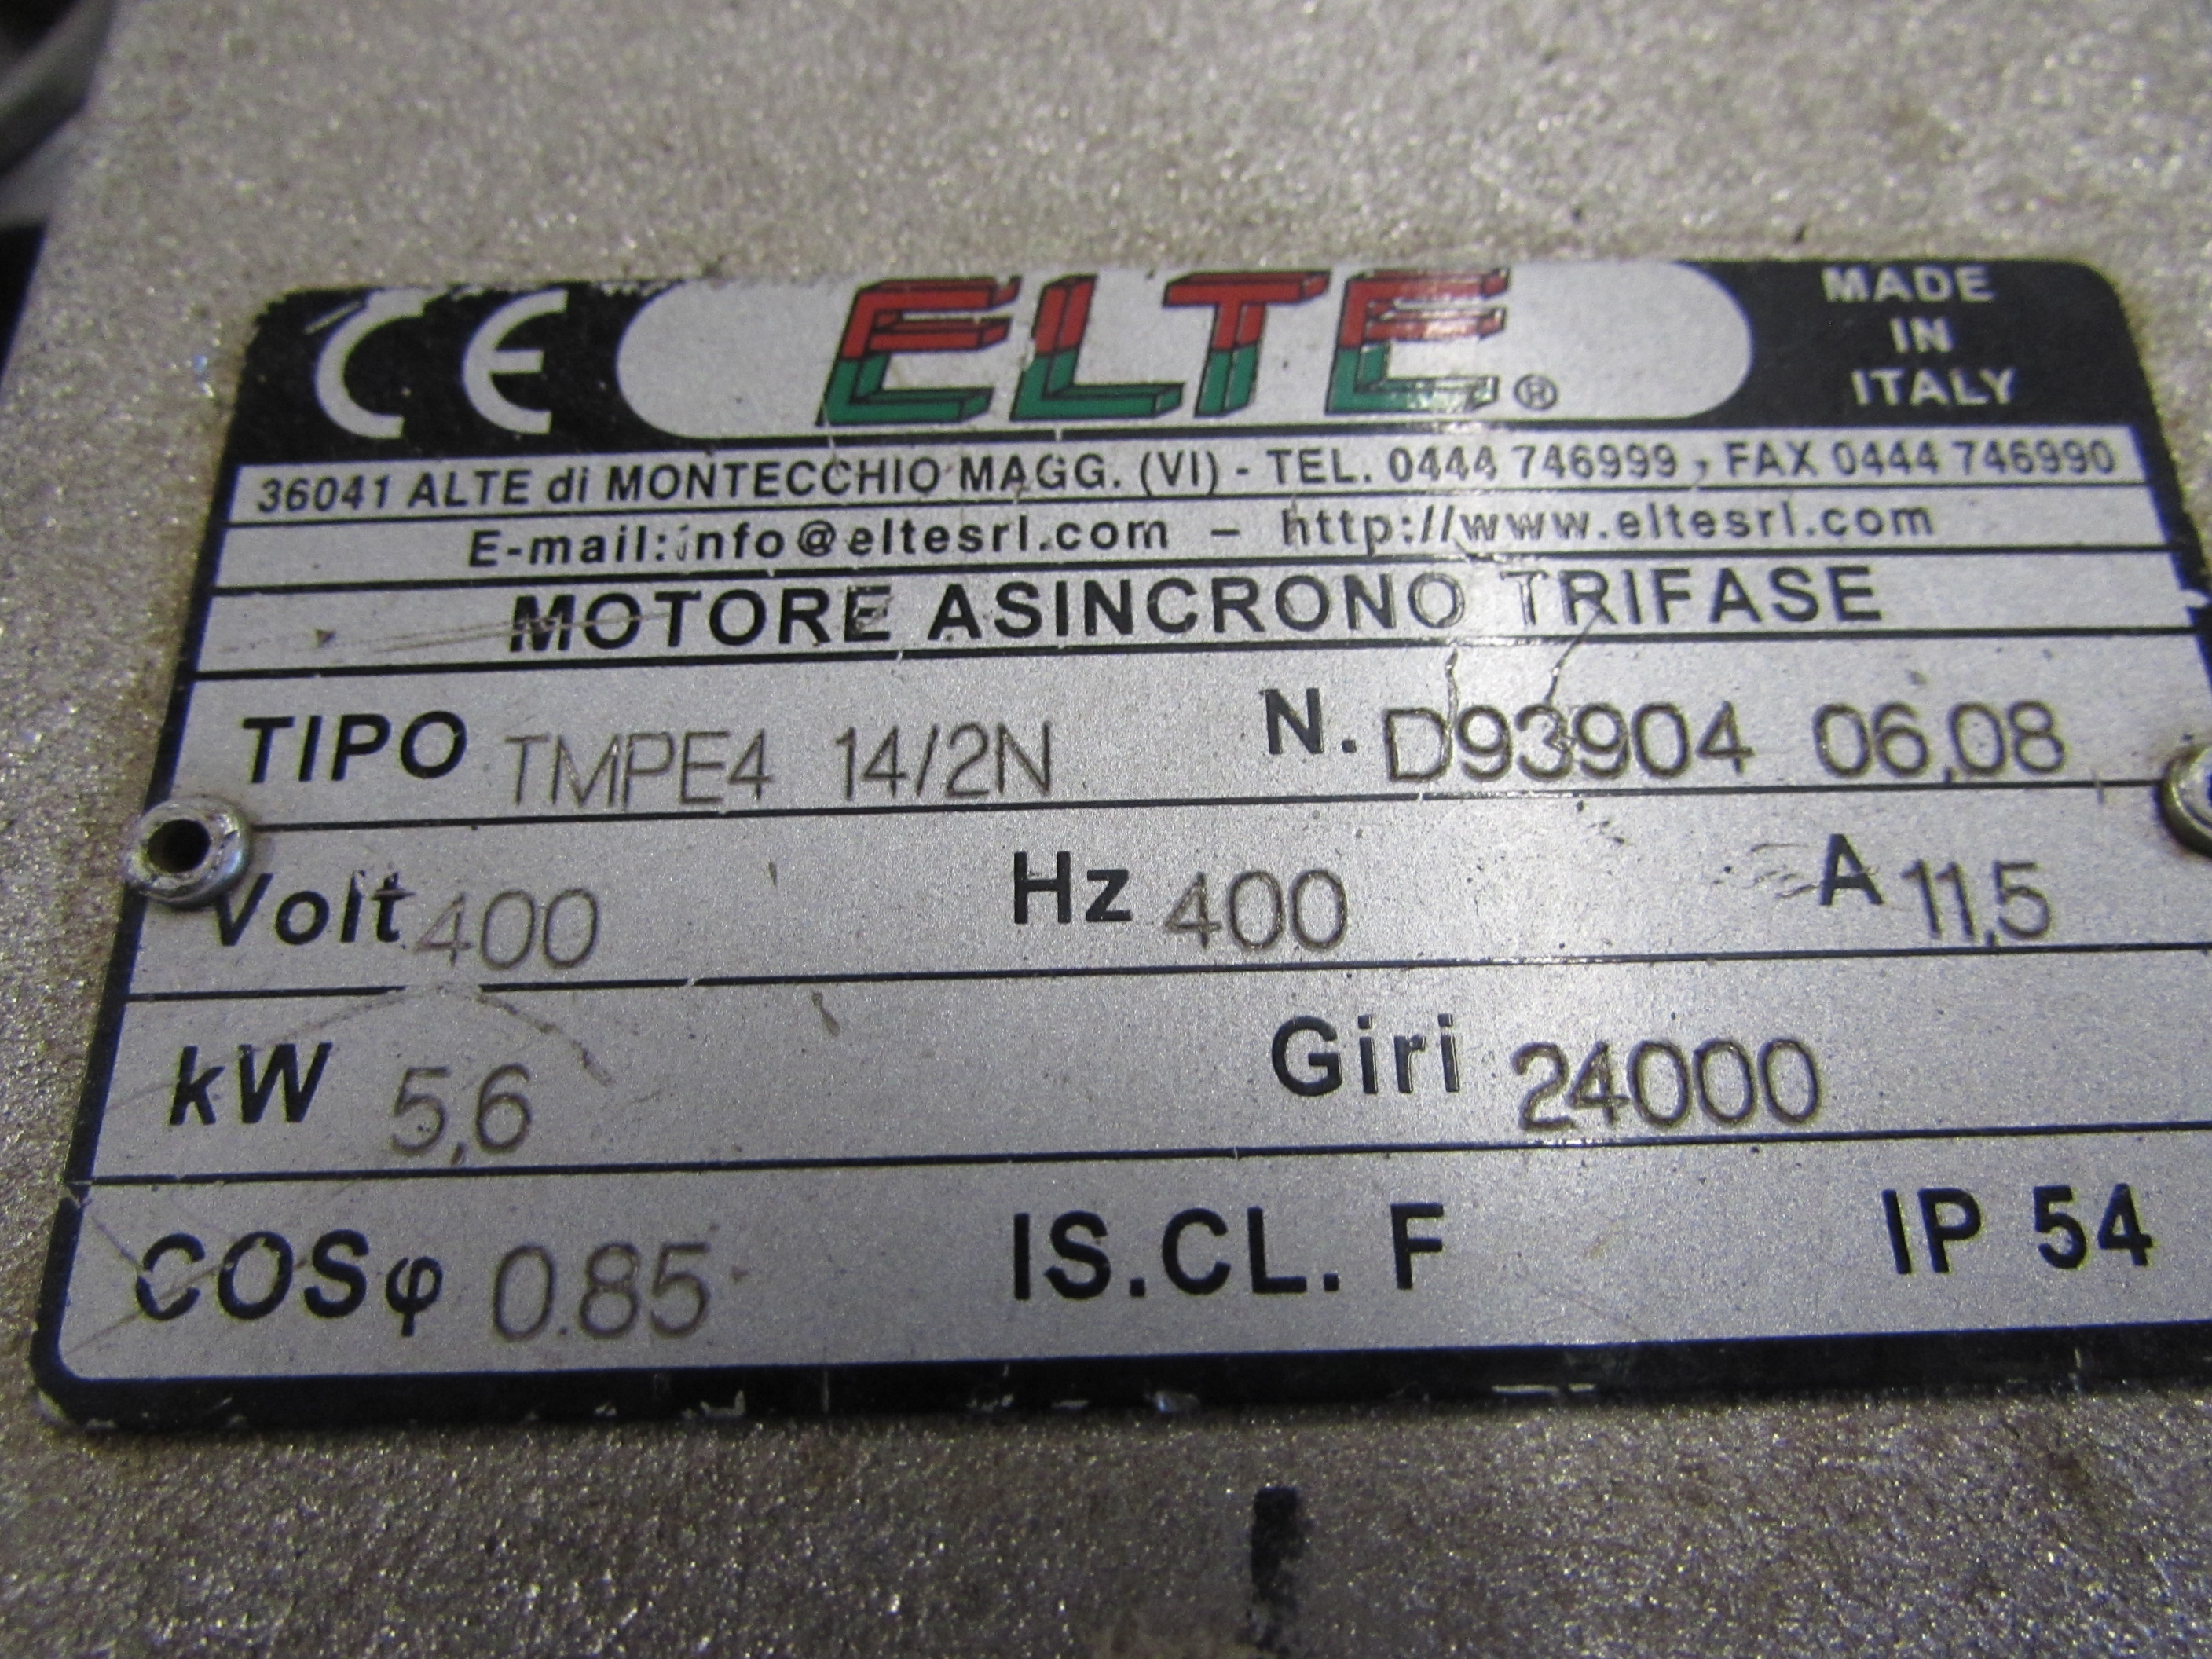 CE ELTE ® MADE
IN
ITALY
36041 ALTE di MONTECCHIO MAGG. (VI) - TEL. 0444 746999 , FAX 0444 746990
E-mail:info@eltesrl.com – http://www.eltesrl.com
MOTORE ASINCRONO TRIFASE
TIPO TMPE4 14/2N N. D93904 06,08
Volt 400 Hz 400 A 11,5
kW 5,6 Giri 24000
COSφ 0.85 IS.CL. F IP 54